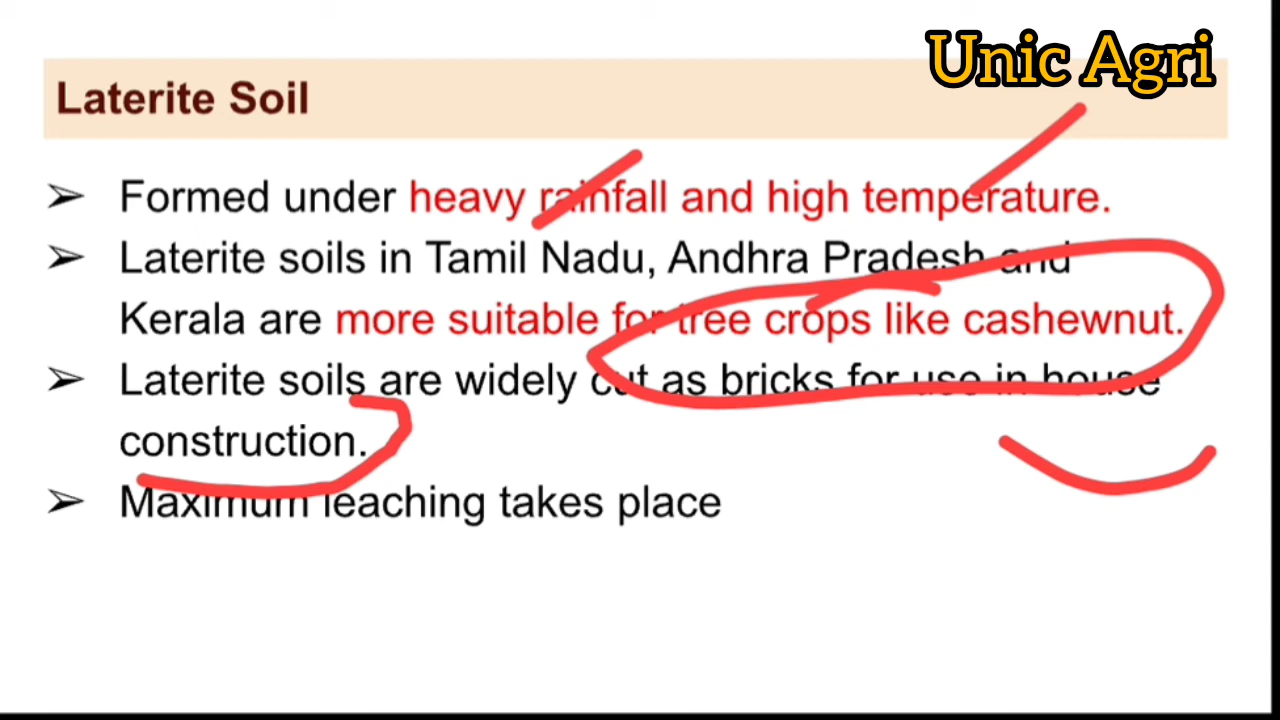 Unic Agri
Laterite Soil
➢ Formed under heavy rainfall and high temperature.
➢ Laterite soils in Tamil Nadu, Andhra Pradesh and
Kerala are more suitable for tree crops like cashewnut.
➢ Laterite soils are widely cut as bricks for use in house
construction.
➢ Maximum leaching takes place